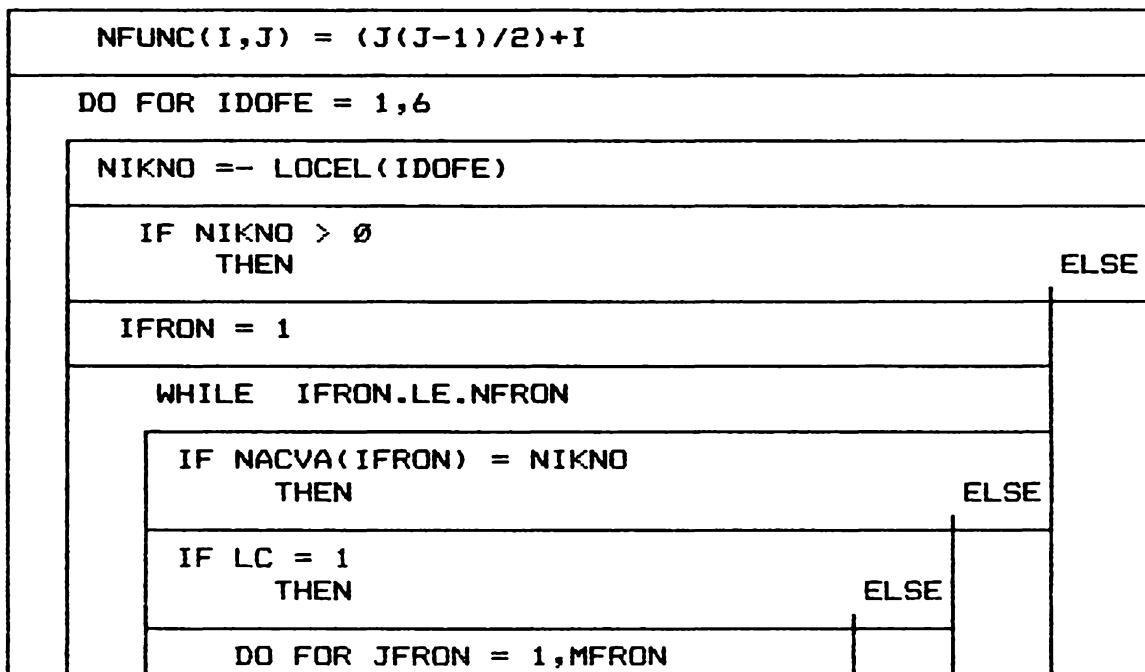 NFUNC(I,J) = (J(J-1)/2)+I
DO FOR IDOFE = 1,6
NIKNO =- LOCEL(IDOFE)
IF NIKNO > Ø
THEN ELSE
IFRON = 1
WHILE IFRON.LE.NFRON
IF NACVA(IFRON) = NIKNO
THEN ELSE
IF LC = 1
THEN ELSE
DO FOR JFRON = 1,MFRON